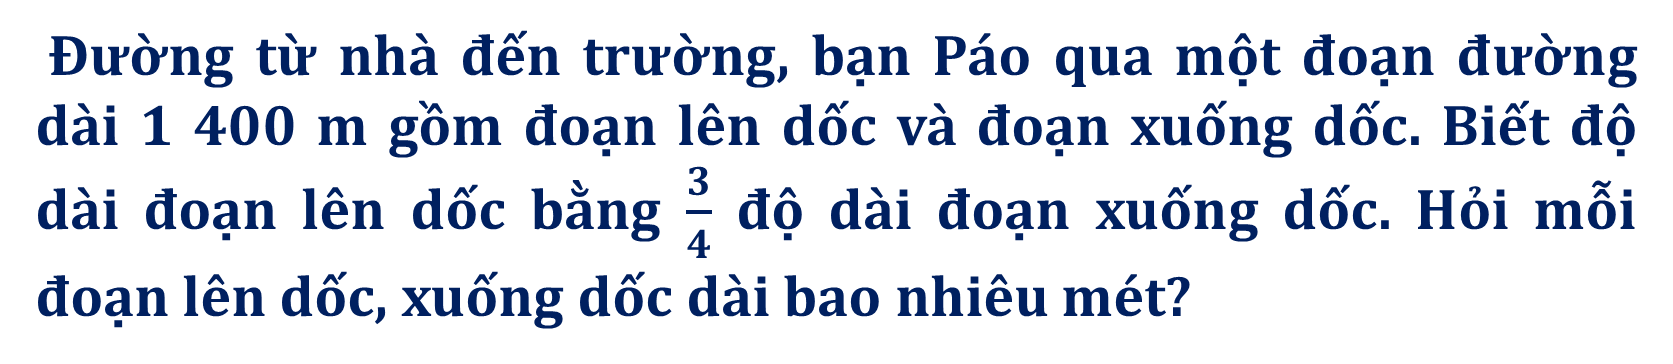 Đường từ nhà đến trường, bạn Páo qua một đoạn đường
dài 1 400 m gồm đoạn lên dốc và đoạn xuống dốc. Biết độ
dài đoạn lên dốc bằng 3/4 độ dài đoạn xuống dốc. Hỏi mỗi
đoạn lên dốc, xuống dốc dài bao nhiêu mét?